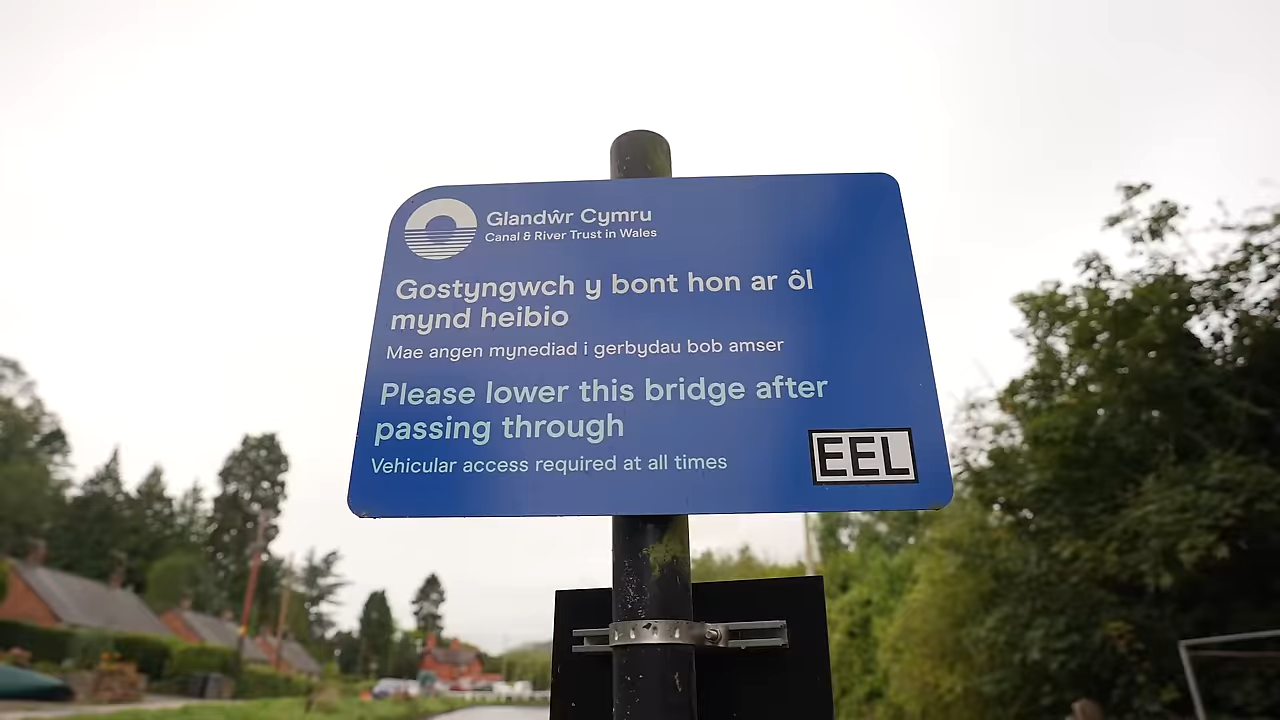 Glandŵr Cymru
Canal & River Trust in Wales
Gostyngwch y bont hon ar ôl
mynd heibio
Mae angen mynediad i gerbydau bob amser
Please lower this bridge after
passing through
Vehicular access required at all times
EEL